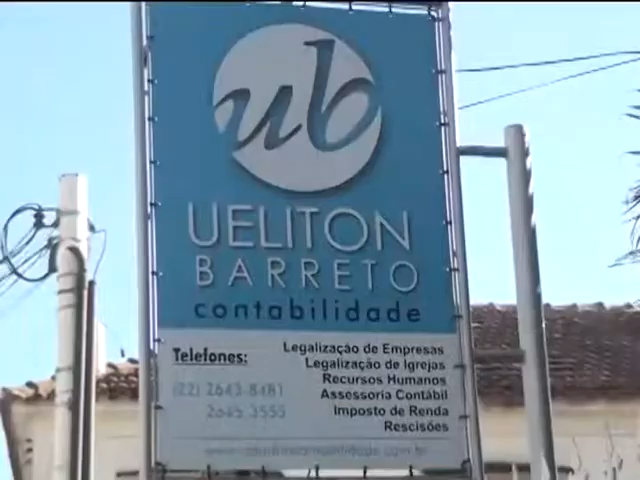 ub
UELITON
BARRETO
contabilidade
Telefones:
(22) 2643-8481
2645 3555
Legalização de Empresas
Legalização de Igrejas
Recursos Humanos
Assessoria Contábil
Imposto de Renda
Rescisões